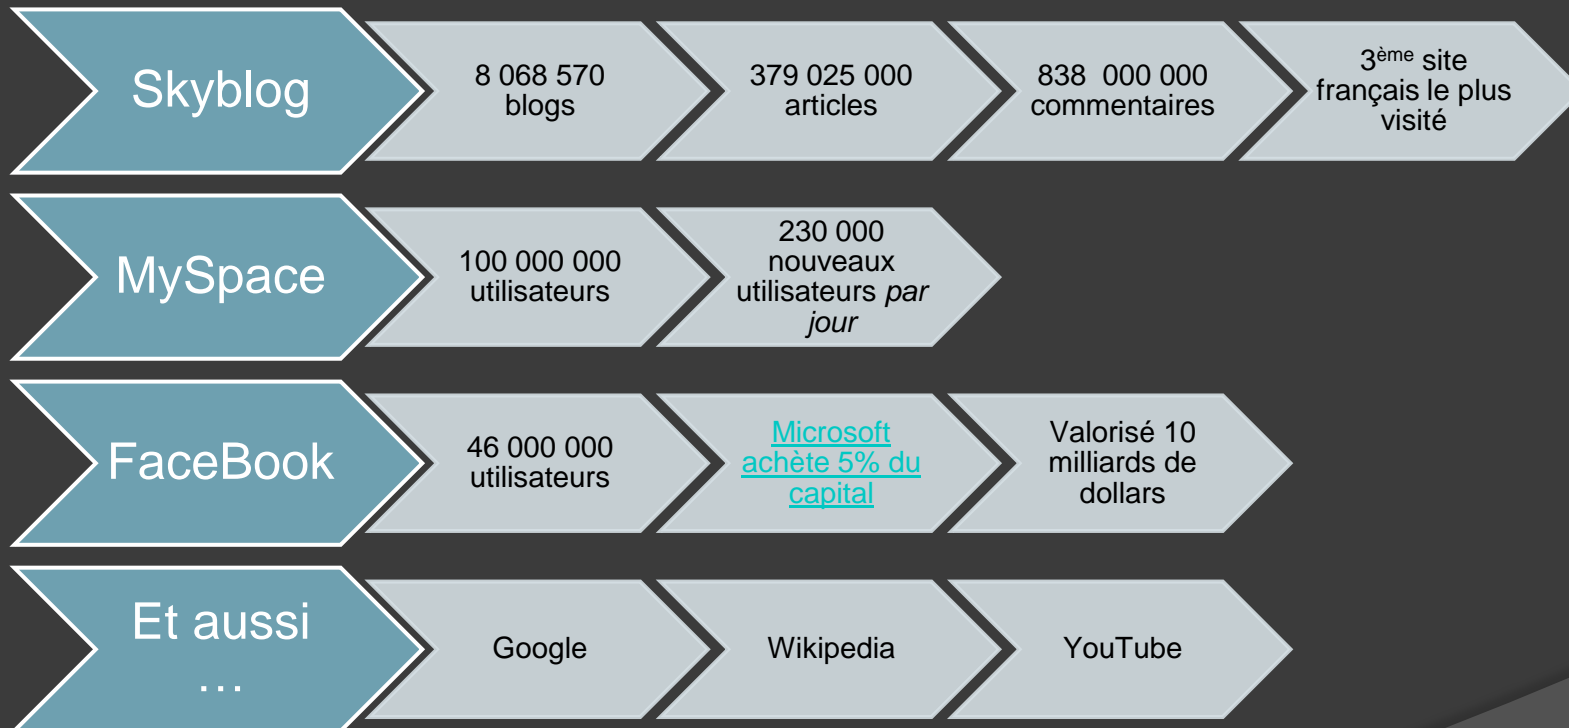 Skyblog
8 068 570
blogs
379 025 000
articles
838  000 000
commentaires
3ème site
français le plus
visité
MySpace
100 000 000
utilisateurs
230 000
nouveaux
utilisateurs par
jour
FaceBook
46 000 000
utilisateurs
Microsoft
achète 5% du
capital
Valorisé 10
milliards de
dollars
Et aussi
…
Google
Wikipedia
YouTube